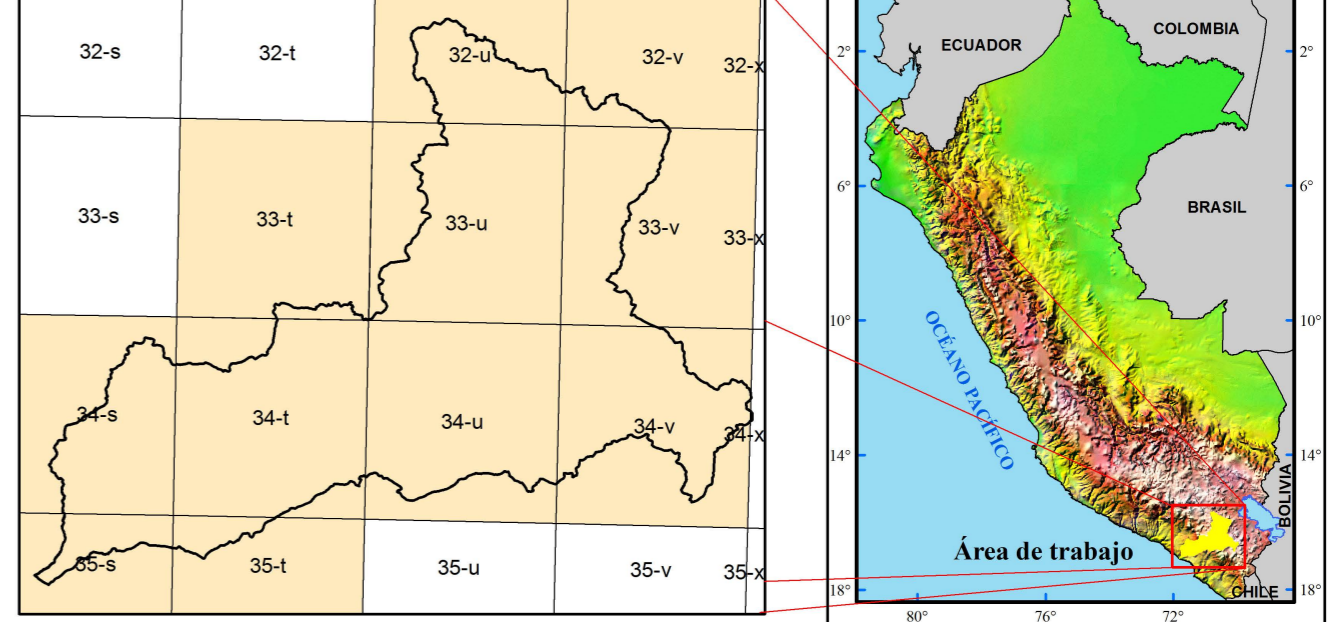 32-s
32-t
32-u
32-v
32-x
33-s
33-t
33-u
33-v
33-x
34-s
34-t
34-u
34-v
34-x
35-s
35-t
35-u
35-v
35-x
ECUADOR
COLOMBIA
BRASIL
OCÉANO PACÍFICO
BOLIVIA
Área de trabajo
CHILE
2°
6°
10°
14°
18°
2°
6°
10°
14°
18°
80°
76°
72°